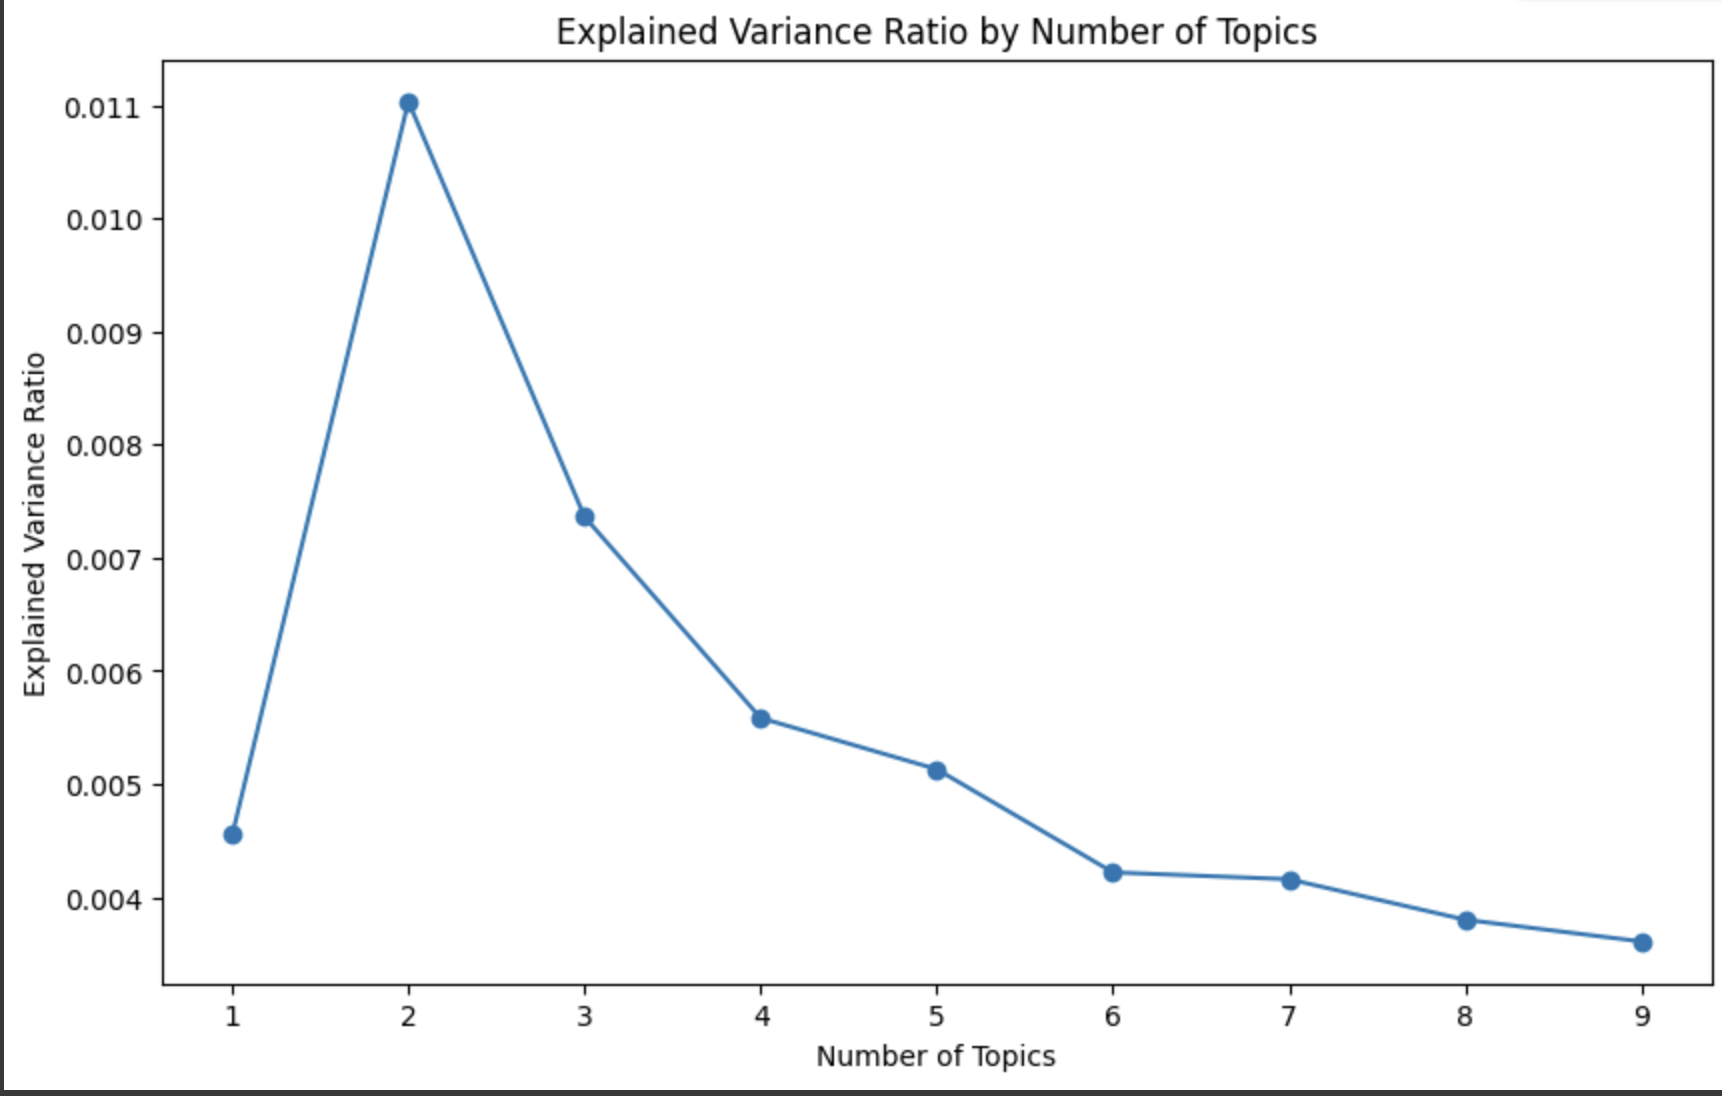 Explained Variance Ratio by Number of Topics
Explained Variance Ratio
0.011
0.010
0.009
0.008
0.007
0.006
0.005
0.004
1 2 3 4 5 6 7 8 9
Number of Topics